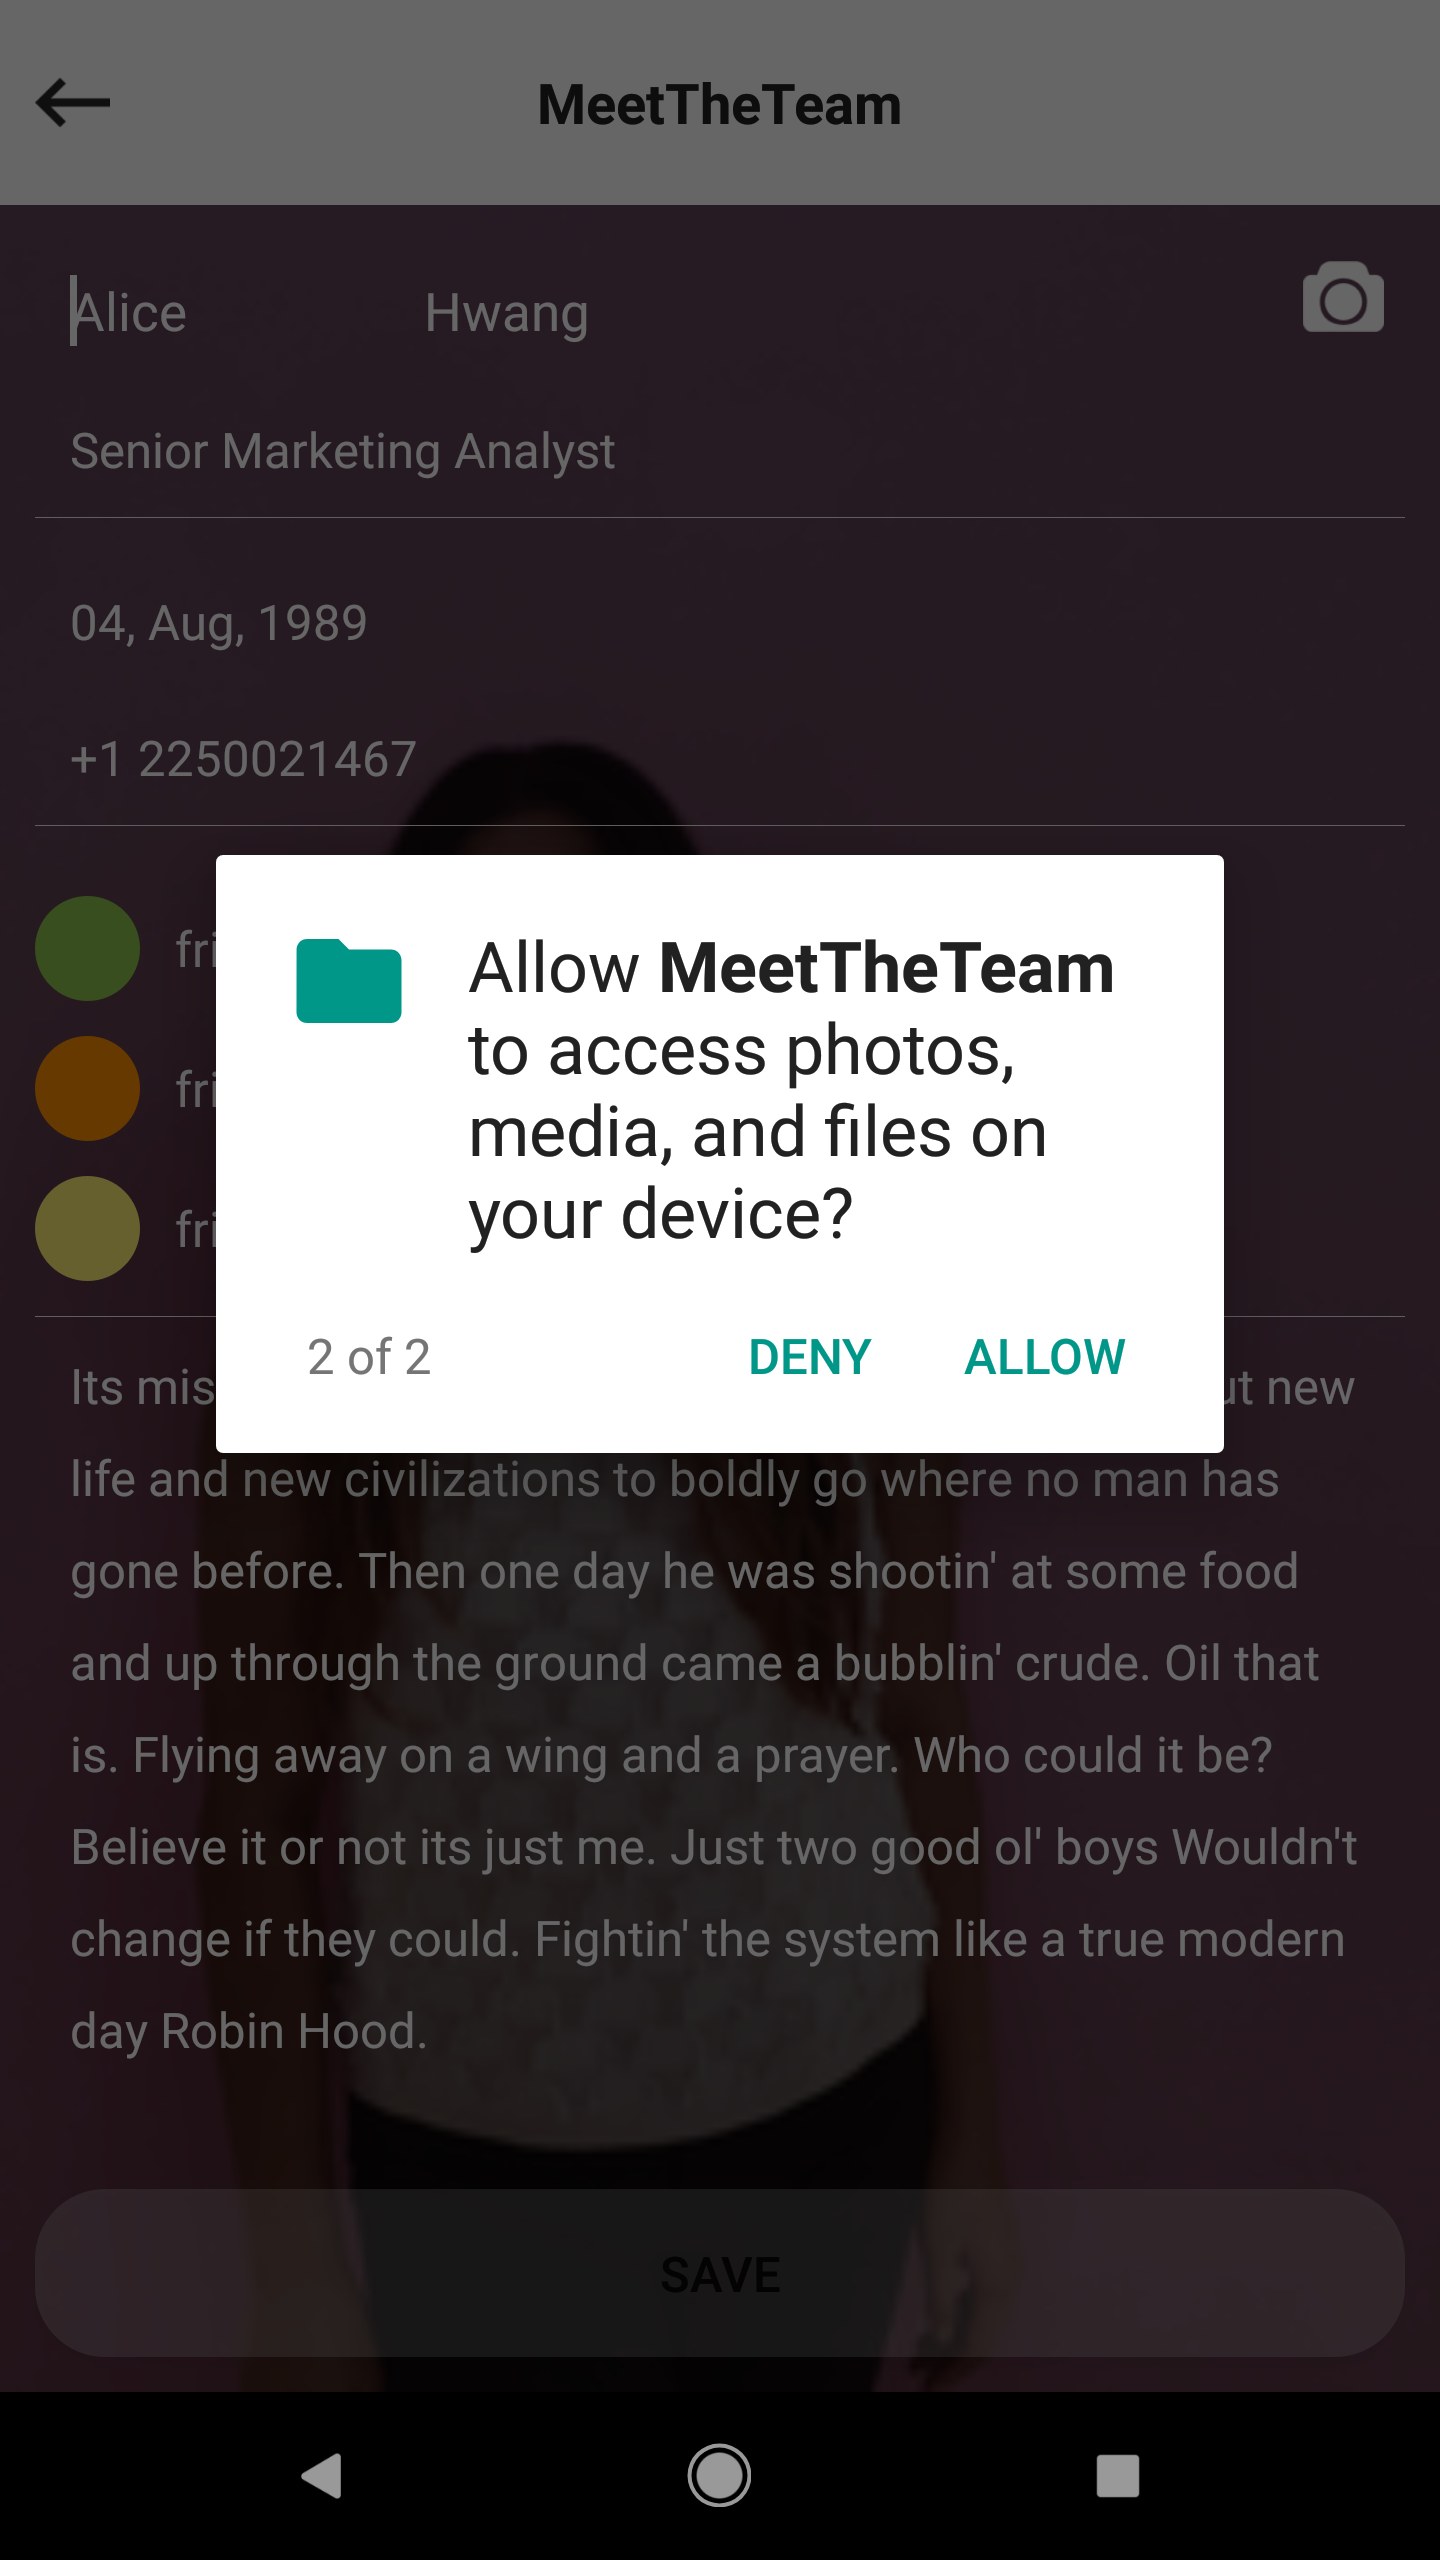 MeetTheTeam
Alice Hwang
Senior Marketing Analyst
04, Aug, 1989
+1 2250021467
fri
fri
fri
Allow MeetTheTeam
to access photos,
media, and files on
your device?
2 of 2 DENY ALLOW
Its mis ut new
life and new civilizations to boldly go where no man has
gone before. Then one day he was shootin' at some food
and up through the ground came a bubblin' crude. Oil that
is. Flying away on a wing and a prayer. Who could it be?
Believe it or not its just me. Just two good ol' boys Wouldn't
change if they could. Fightin' the system like a true modern
day Robin Hood.
SAVE